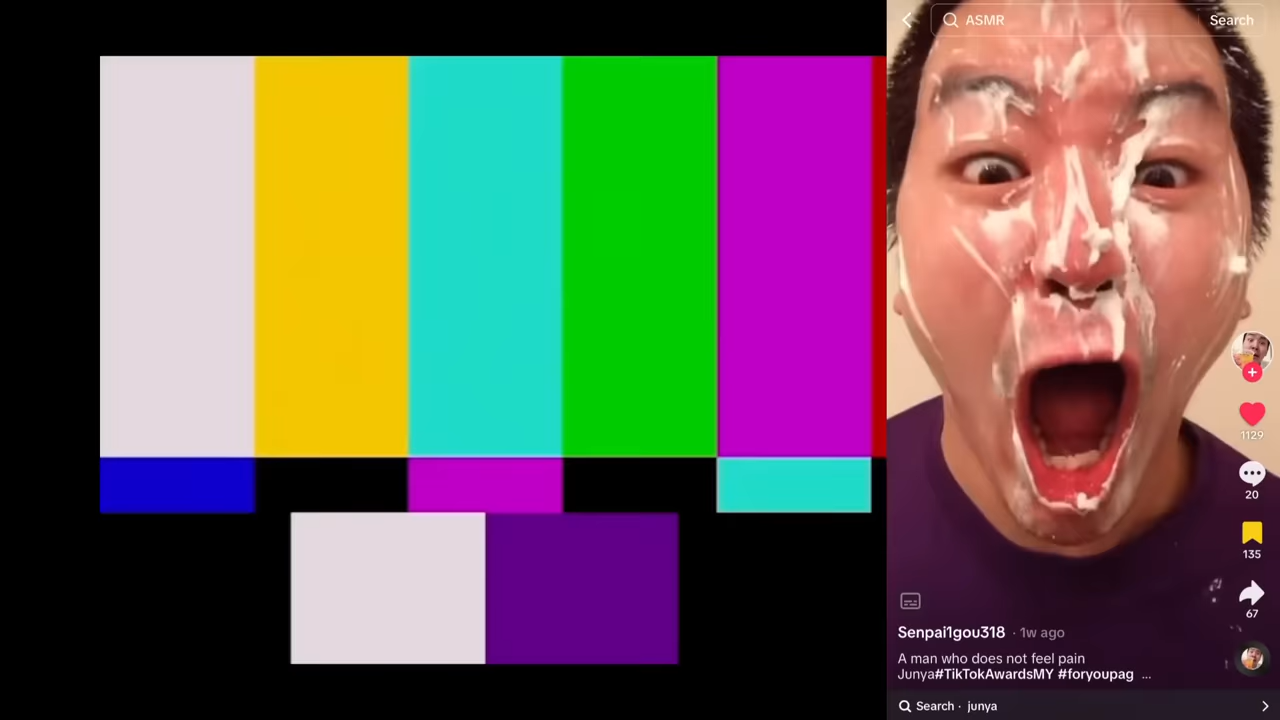 ASMR
Search
1129
20
135
67
Senpai1gou318 · 1w ago
A man who does not feel pain
Junya#TikTokAwardsMY #foryoupag ...
Search · junya